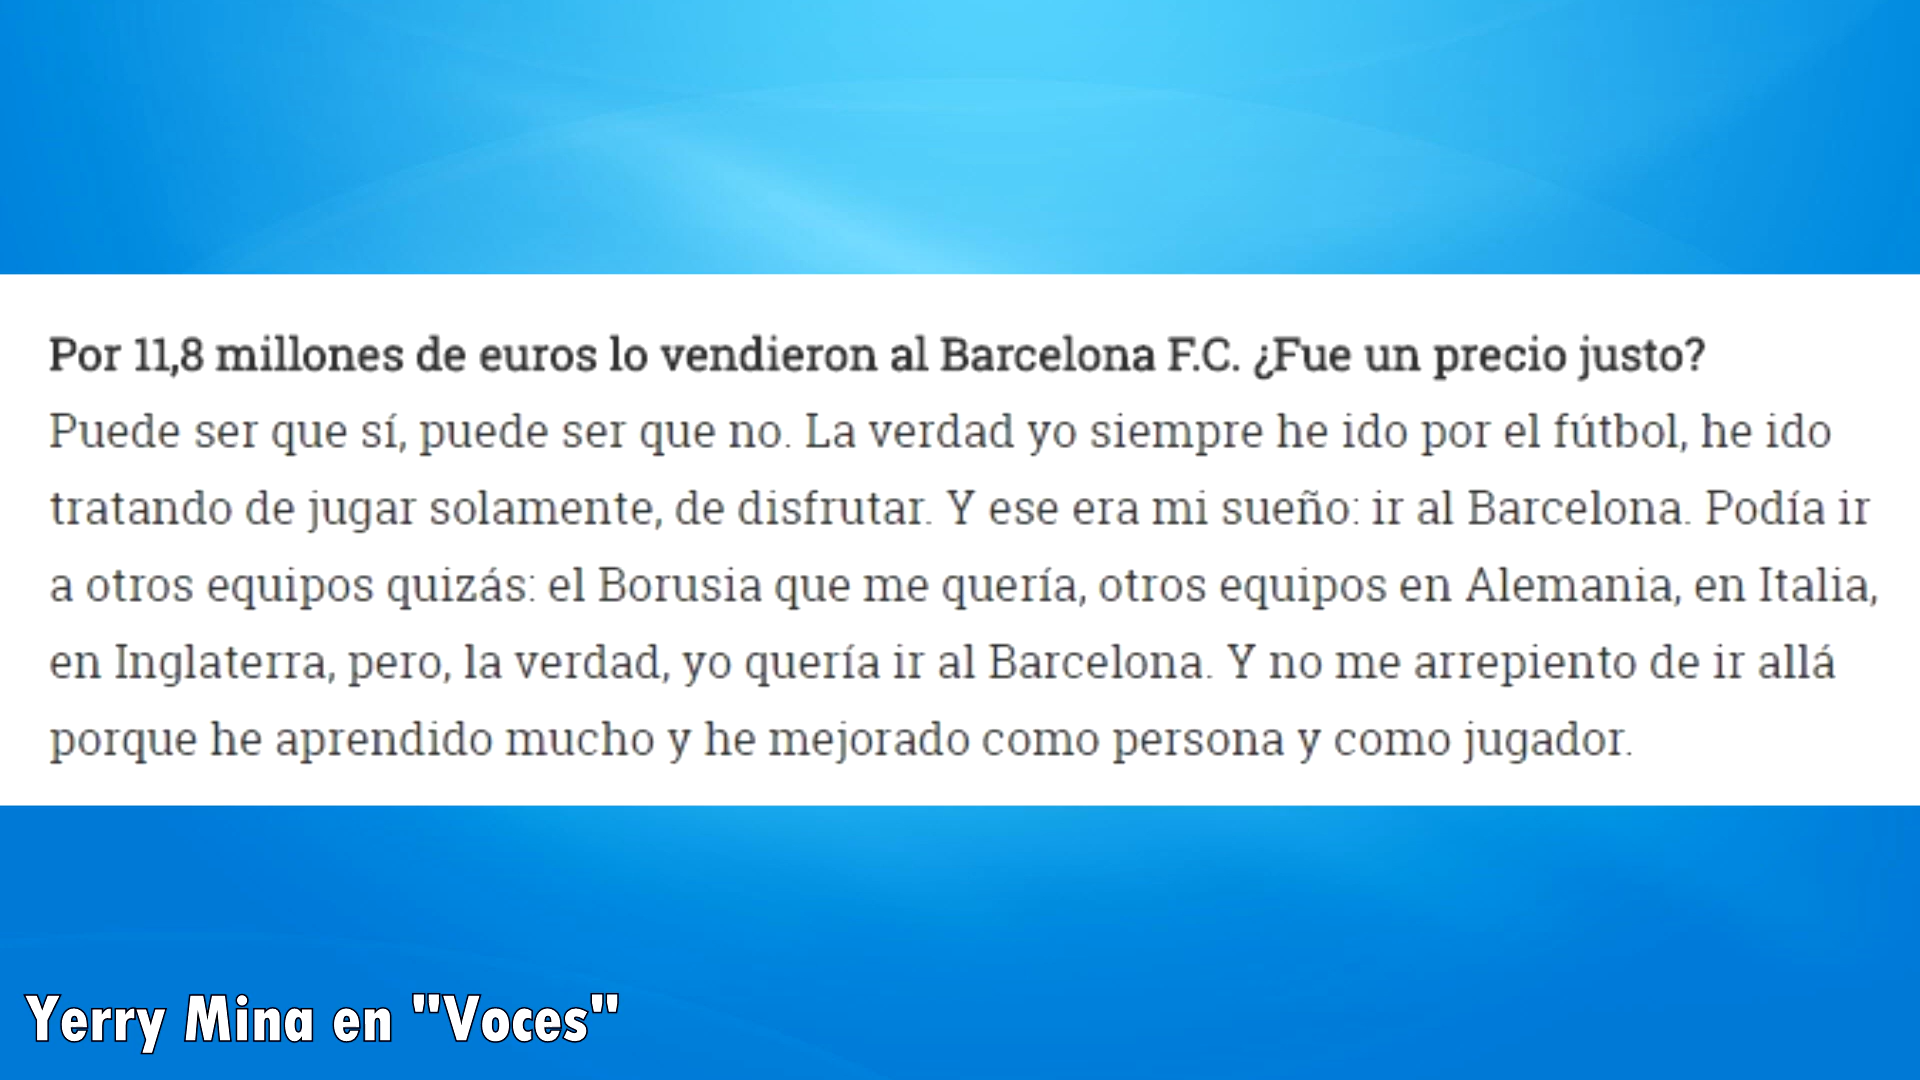 Por 11,8 millones de euros lo vendieron al Barcelona F.C. ¿Fue un precio justo?
Puede ser que sí, puede ser que no. La verdad yo siempre he ido por el fútbol, he ido
tratando de jugar solamente, de disfrutar. Y ese era mi sueño: ir al Barcelona. Podía ir
a otros equipos quizás: el Borusia que me quería, otros equipos en Alemania, en Italia,
en Inglaterra, pero, la verdad, yo quería ir al Barcelona. Y no me arrepiento de ir allá
porque he aprendido mucho y he mejorado como persona y como jugador.
Yerry Mina en "Voces"